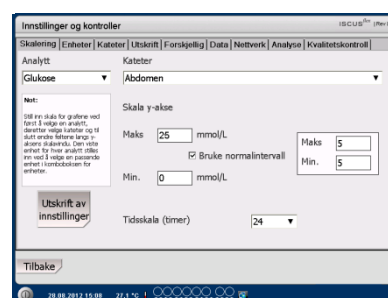 Innstillinger og kontroller
ISCUSflex (Rev
Skalering Enheter Kateter Utskrift Forskjellig Data Nettverk Analyse Kvalitetskontroll
Analytt Kateter
Glukose Abdomen
Not:
Still inn skala for grafene ved
først å velge en analytt,
deretter velge kateter og til
slutt endre feltene langs y-
aksens skalavindu. Den viste
enhet for hver analytt stilles
inn ved å velge en passende
enhet i komboboksen for
enheter.
Skala y-akse
Maks 25 mmol/L
Bruke normalintervall
Min. 0 mmol/L
Maks 5
Min. 5
Utskrift av
innstillinger
Tidsskala (timer) 24
Tilbake
28.08.2012 15:08 27,1 °C